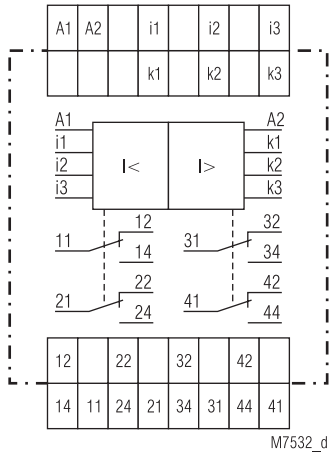 A1 A2 i1 i2 i3
k1 k2 k3
A1 A2
i1 k1
i2 I< I> k2
i3 k3
12 32
11 14 31 34
22 42
21 24 41 44
12 22 32 42
14 11 24 21 34 31 44 41
M7532_d